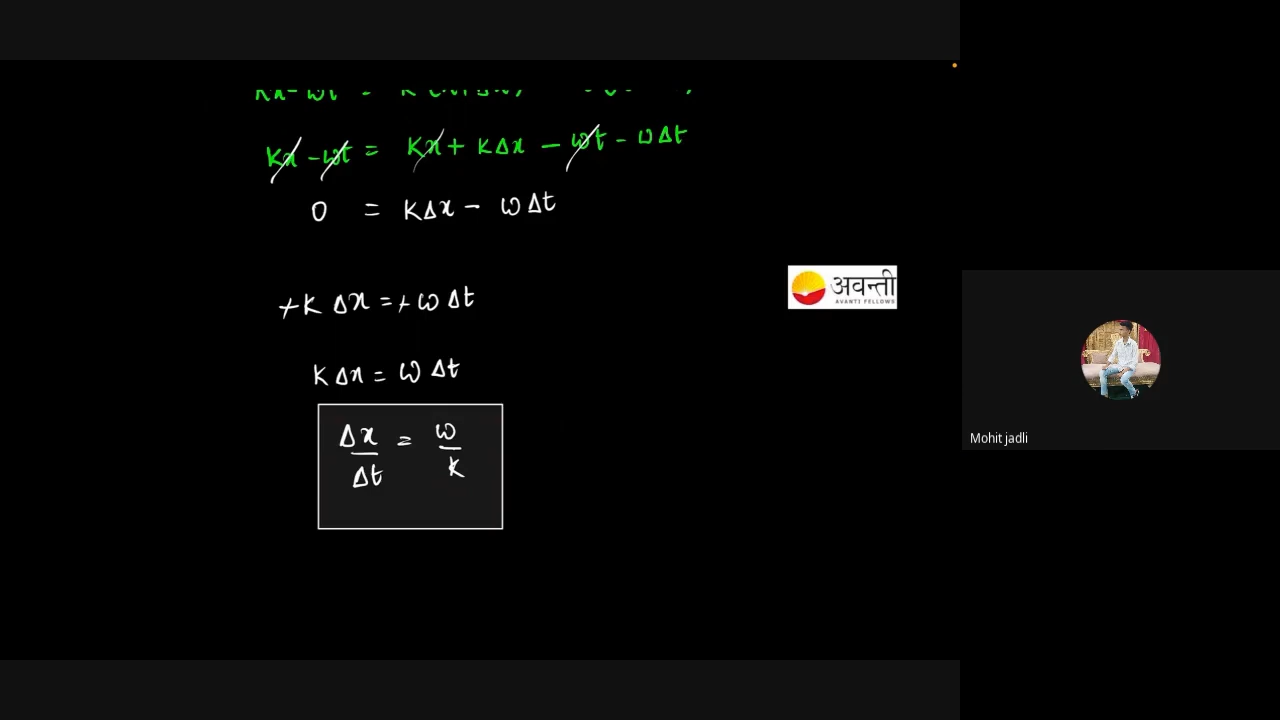 Kx - ωt = Kx + KΔx - ωt - ωΔt
0 = KΔx - ωΔt
+K Δx = + ω Δt
K Δx = ω Δt
Δx/Δt = ω/K
अवन्ती
AVANTI FELLOWS
Mohit jadli